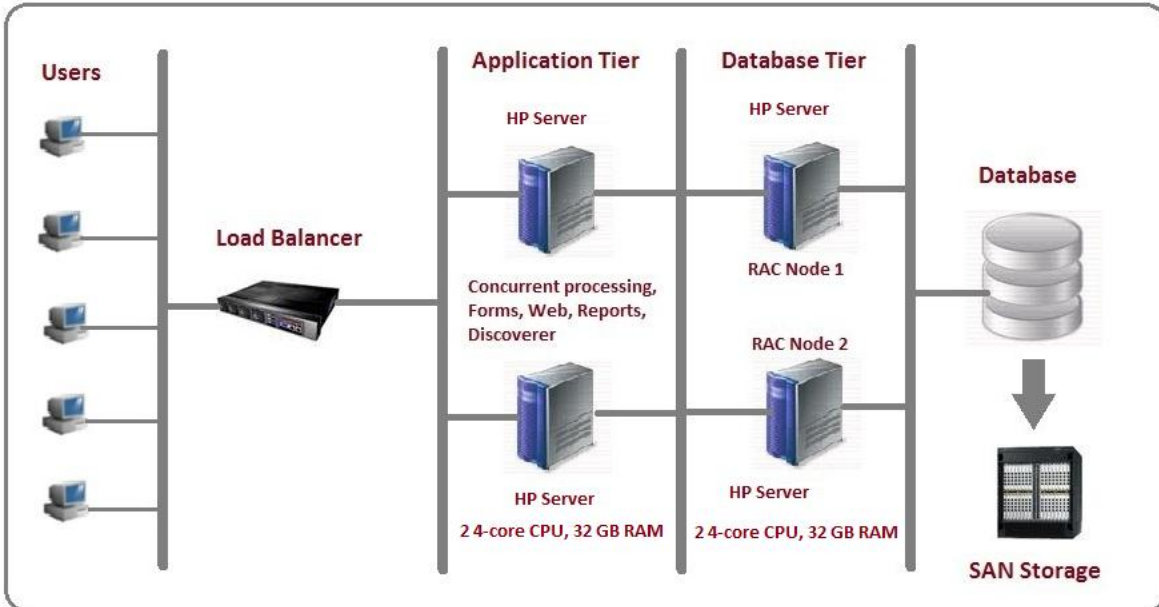 Users
Load Balancer
Application Tier
HP Server
Concurrent processing,
Forms, Web, Reports,
Discoverer
HP Server
2 4-core CPU, 32 GB RAM
Database Tier
HP Server
RAC Node 1
RAC Node 2
HP Server
2 4-core CPU, 32 GB RAM
Database
SAN Storage